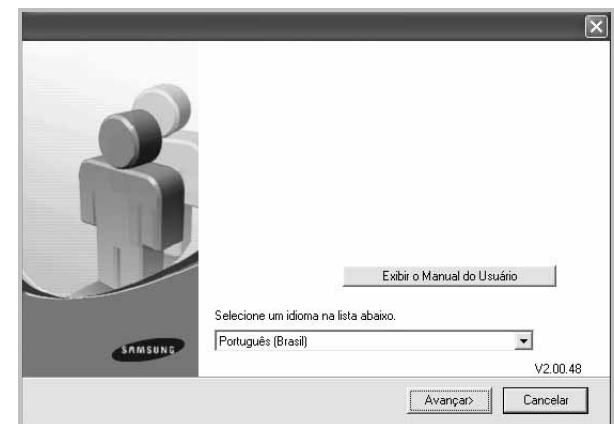 Exibir o Manual do Usuário
Selecione um idioma na lista abaixo.
Português (Brasil)
SAMSUNG
V2.00.48
Avançar>
Cancelar